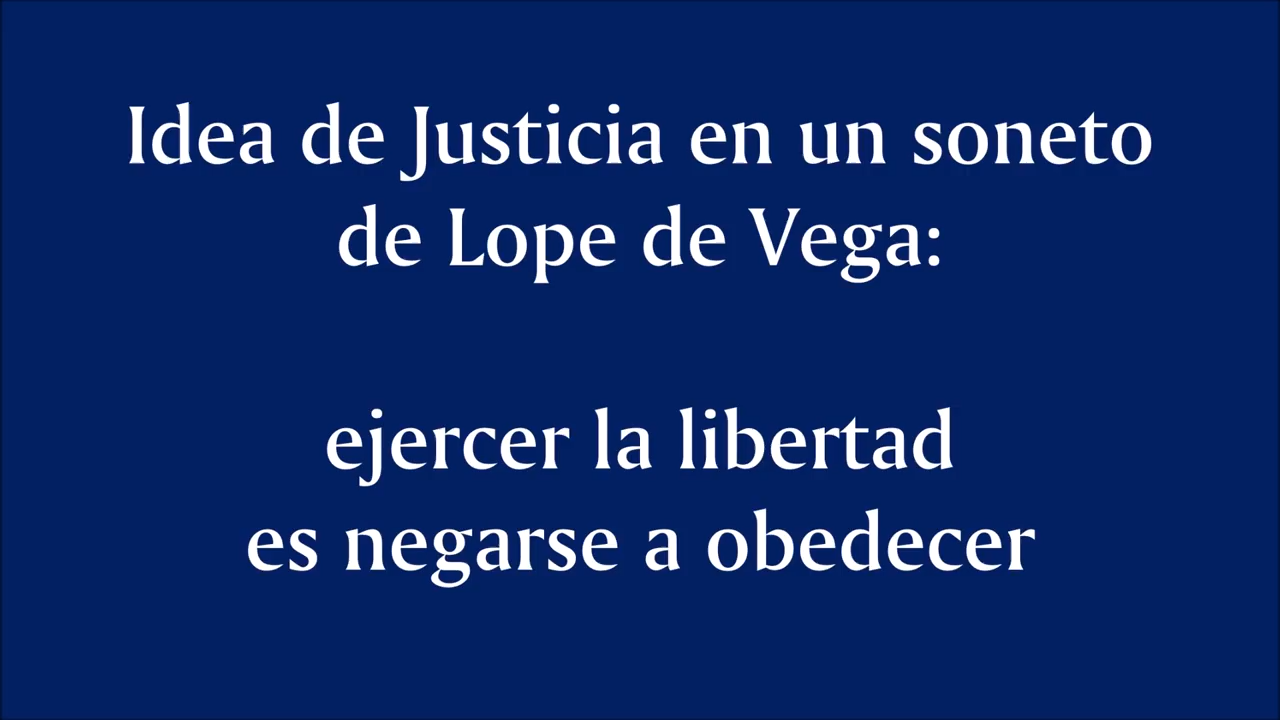 Idea de Justicia en un soneto
de Lope de Vega:
ejercer la libertad
es negarse a obedecer